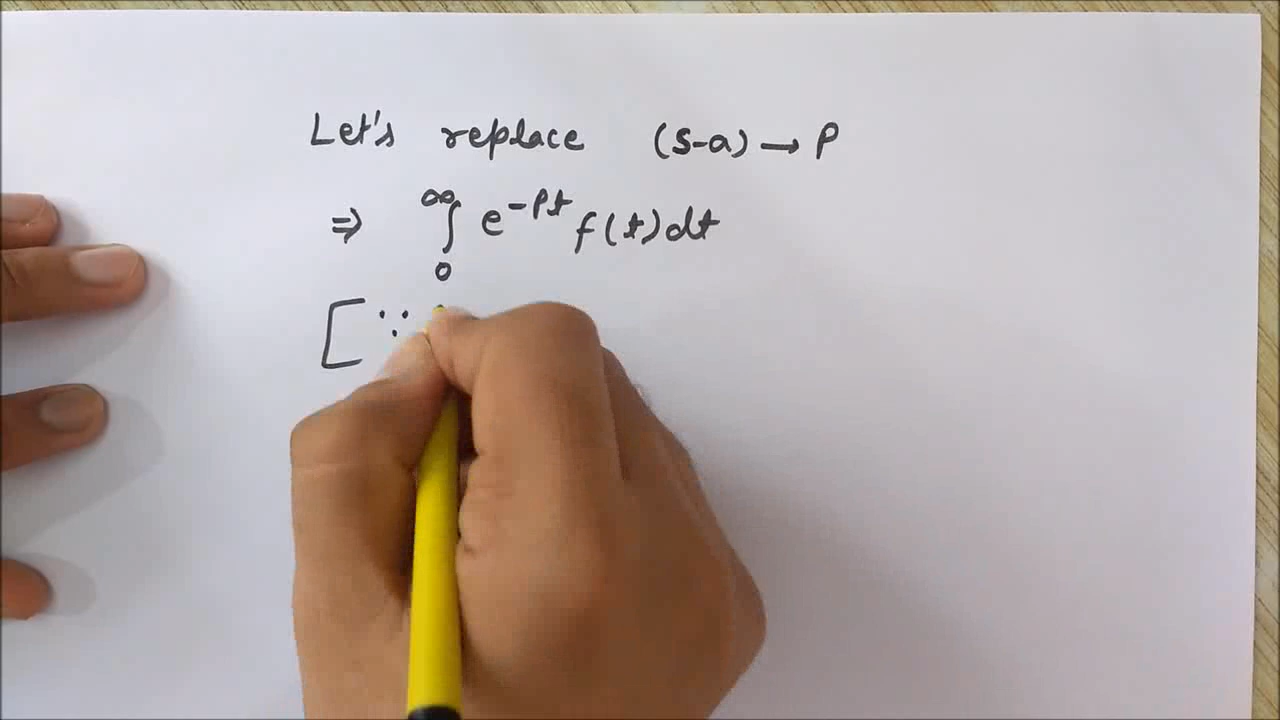 Let's replace (s-a) → P
⇒ ∫₀^∞ e^{-Pt} f(t)dt
[ ∵